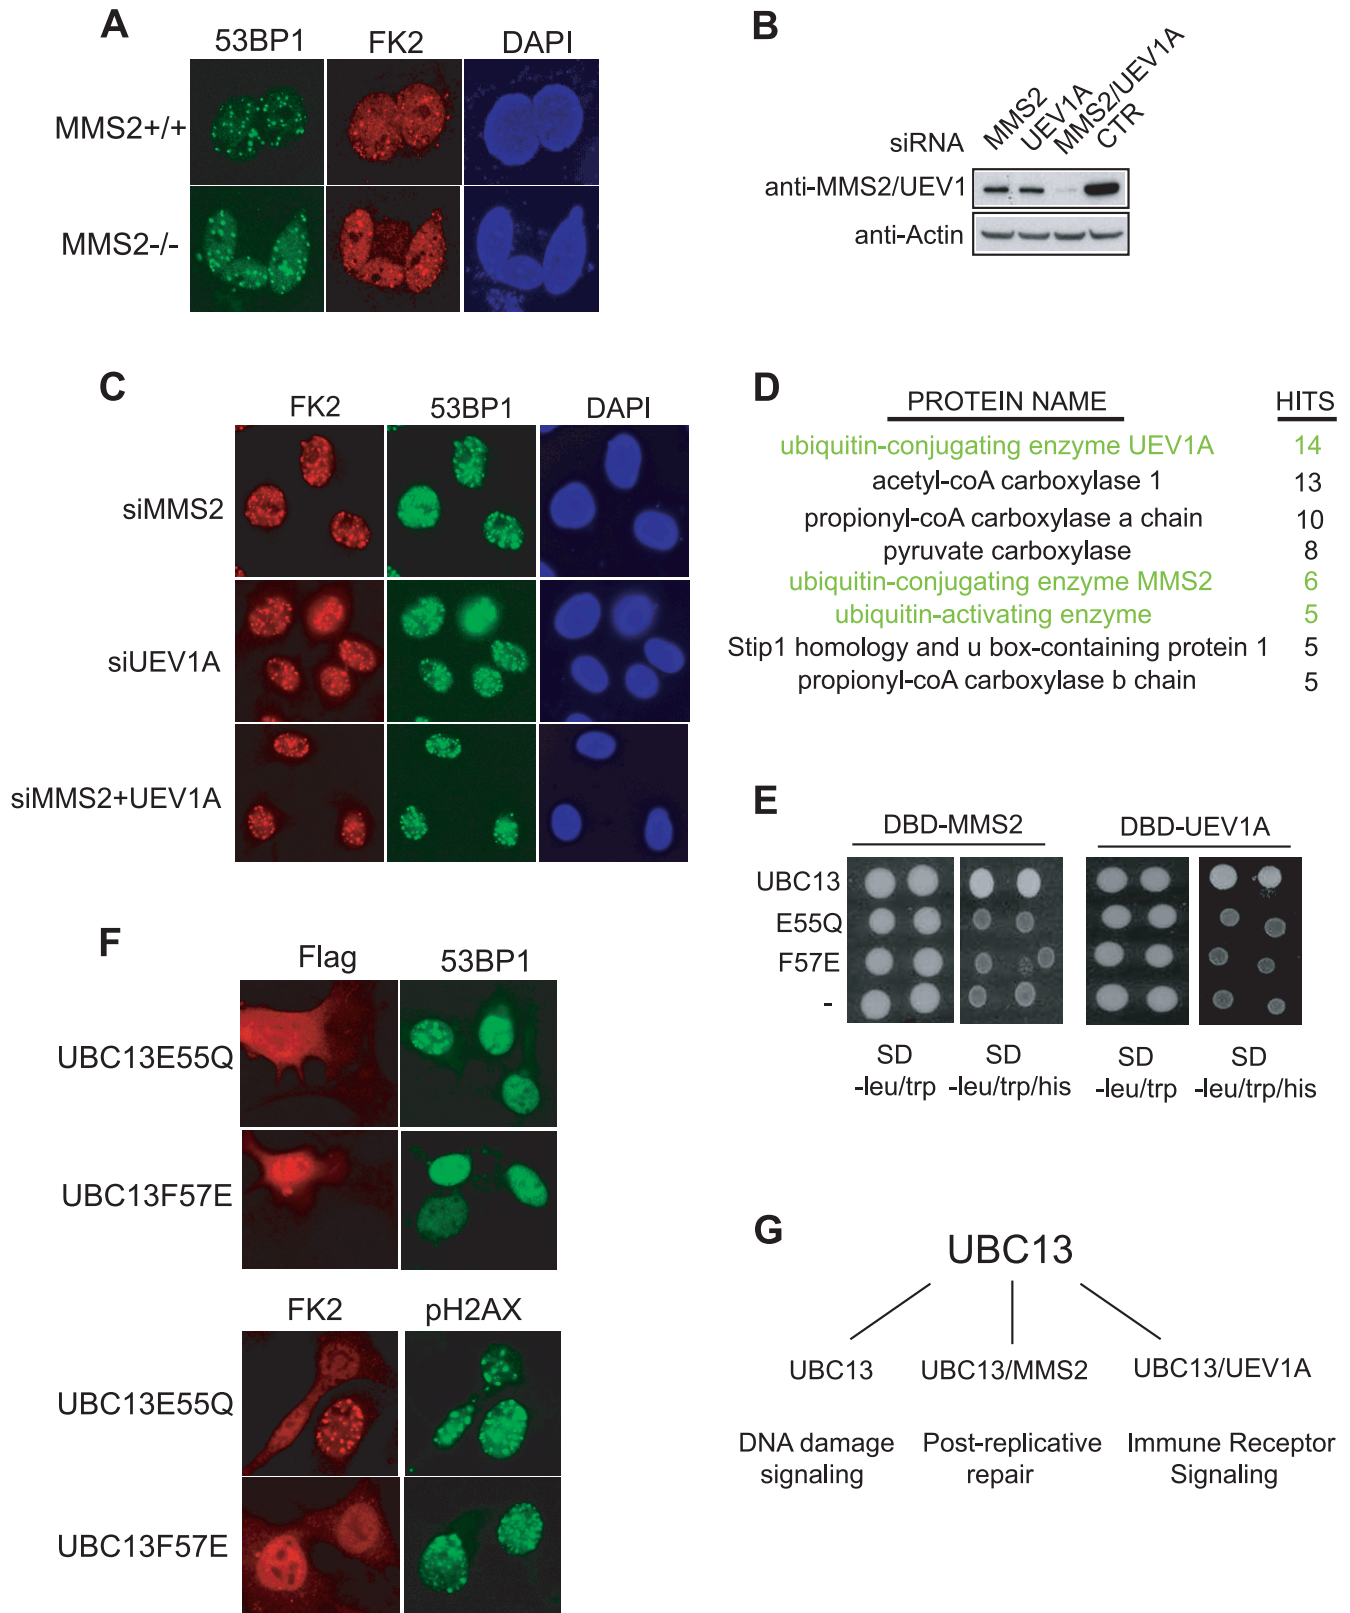 A
53BP1 FK2 DAPI
MMS2+/+
MMS2-/-
B
siRNA MMS2 UEV1A MMS2/UEV1A CTR
anti-MMS2/UEV1
anti-Actin
C
FK2 53BP1 DAPI
siMMS2
siUEV1A
siMMS2+UEV1A
D
PROTEIN NAME HITS
ubiquitin-conjugating enzyme UEV1A 14
acetyl-coA carboxylase 1 13
propionyl-coA carboxylase a chain 10
pyruvate carboxylase 8
ubiquitin-conjugating enzyme MMS2 6
ubiquitin-activating enzyme 5
Stip1 homology and u box-containing protein 1 5
propionyl-coA carboxylase b chain 5
E
DBD-MMS2 DBD-UEV1A
UBC13
E55Q
F57E
-
SD SD SD SD
-leu/trp -leu/trp/his -leu/trp -leu/trp/his
F
Flag 53BP1
UBC13E55Q
UBC13F57E
FK2 pH2AX
UBC13E55Q
UBC13F57E
G
UBC13
UBC13 UBC13/MMS2 UBC13/UEV1A
DNA damage Post-replicative Immune Receptor
signaling repair Signaling